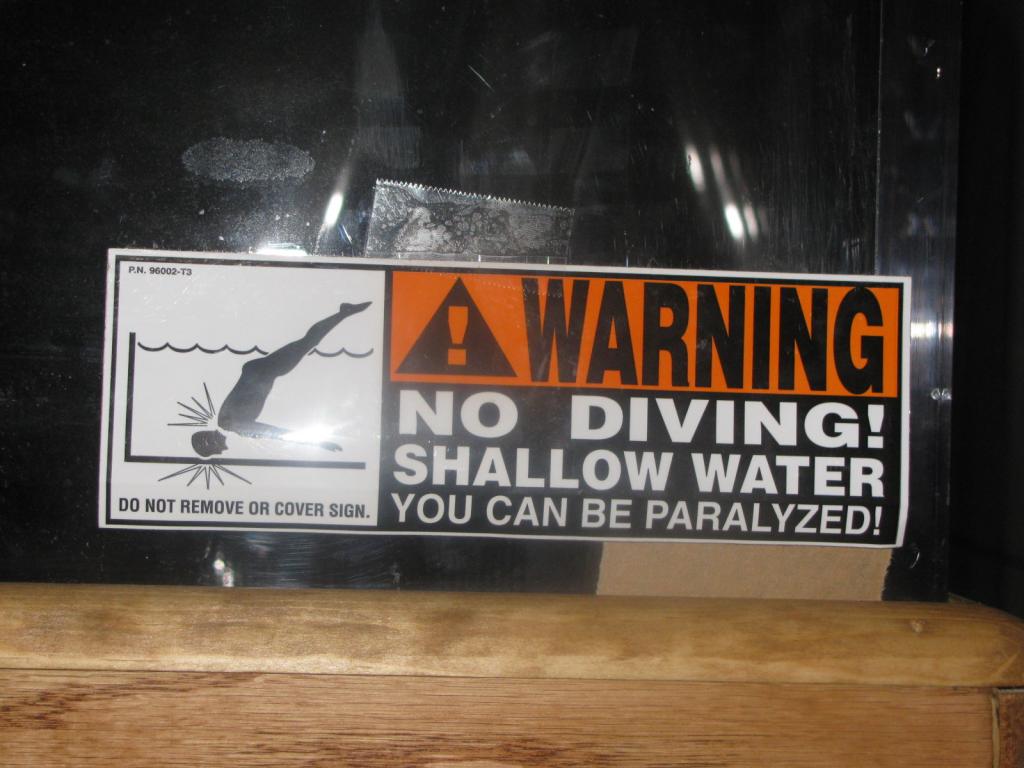 P.N. 96002-T3
DO NOT REMOVE OR COVER SIGN.
WARNING
NO DIVING!
SHALLOW WATER
YOU CAN BE PARALYZED!